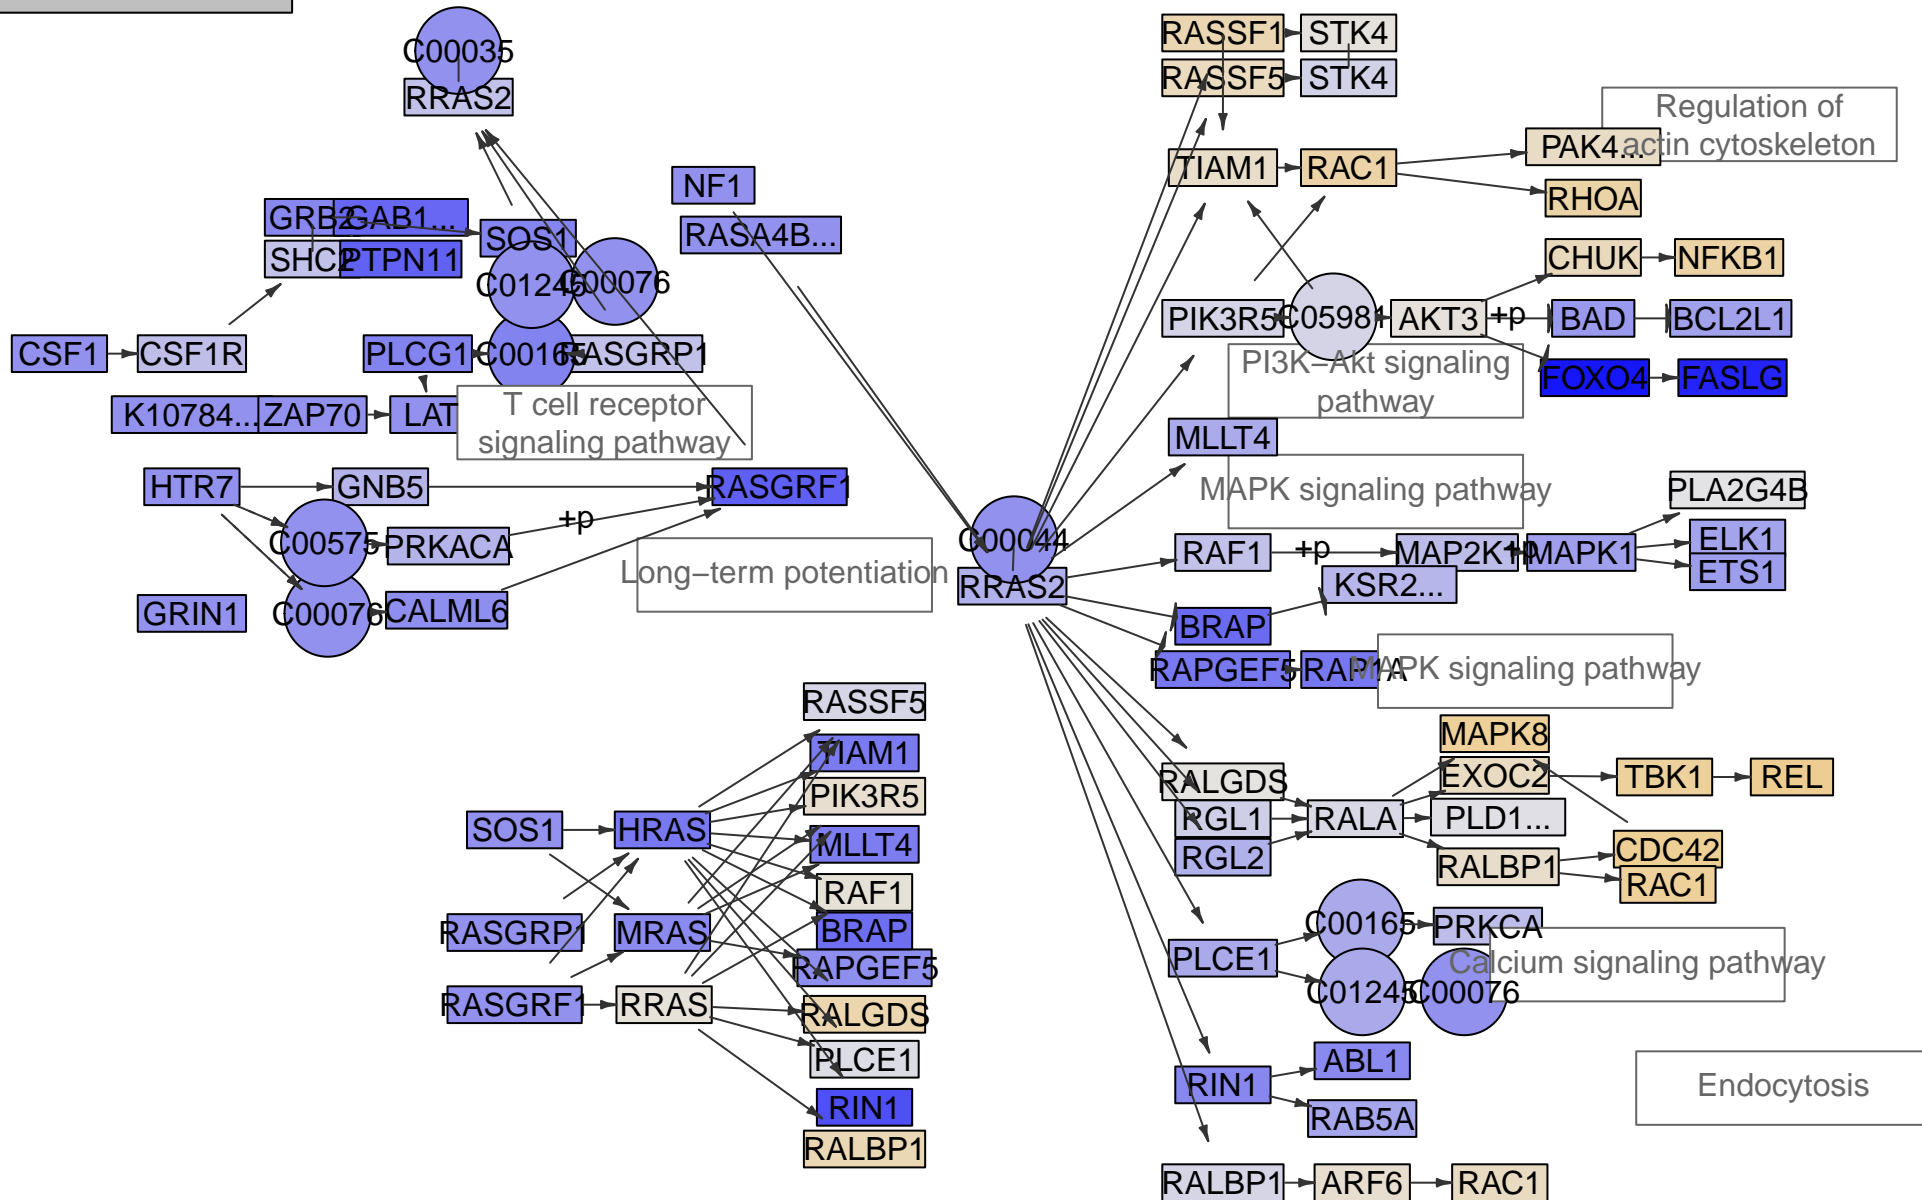 C00035
RRAS2
RASSF1
STK4
RASSF5
STK4
Regulation of
actin cytoskeleton
PAK4...
TIAM1
RAC1
RHOA
NF1
RASA4B...
GRB2
GAB1...
SOS1
SHC2
PTPN11
C01245
C00076
CHUK
NFKB1
PIK3R5
C05981
AKT3
+p
BAD
BCL2L1
CSF1
CSF1R
PLCG1
C00165
RASGRP1
PI3K–Akt signaling
pathway
FOXO4
FASLG
K10784...
ZAP70
LAT
T cell receptor
signaling pathway
MLLT4
HTR7
GNB5
RASGRF1
MAPK signaling pathway
PLA2G4B
+p
C00575
PRKACA
C00044
RRAS2
RAF1
+p
MAP2K1
+p
MAPK1
ELK1
ETS1
Long–term potentiation
KSR2...
GRIN1
C00076
CALML6
BRAP
RAPGEF5
RAP1A
MAPK signaling pathway
RASSF5
TIAM1
PIK3R5
MAPK8
EXOC2
TBK1
REL
RALGDS
RGL1
RALA
PLD1...
RGL2
RALBP1
CDC42
RAC1
SOS1
HRAS
MLLT4
RAF1
RASGRP1
MRAS
BRAP
RAPGEF5
C00165
PRKCA
PLCE1
Calcium signaling pathway
C01245
C00076
RASGRF1
RRAS
RALGDS
PLCE1
RIN1
RALBP1
RIN1
ABL1
RAB5A
Endocytosis
RALBP1
ARF6
RAC1